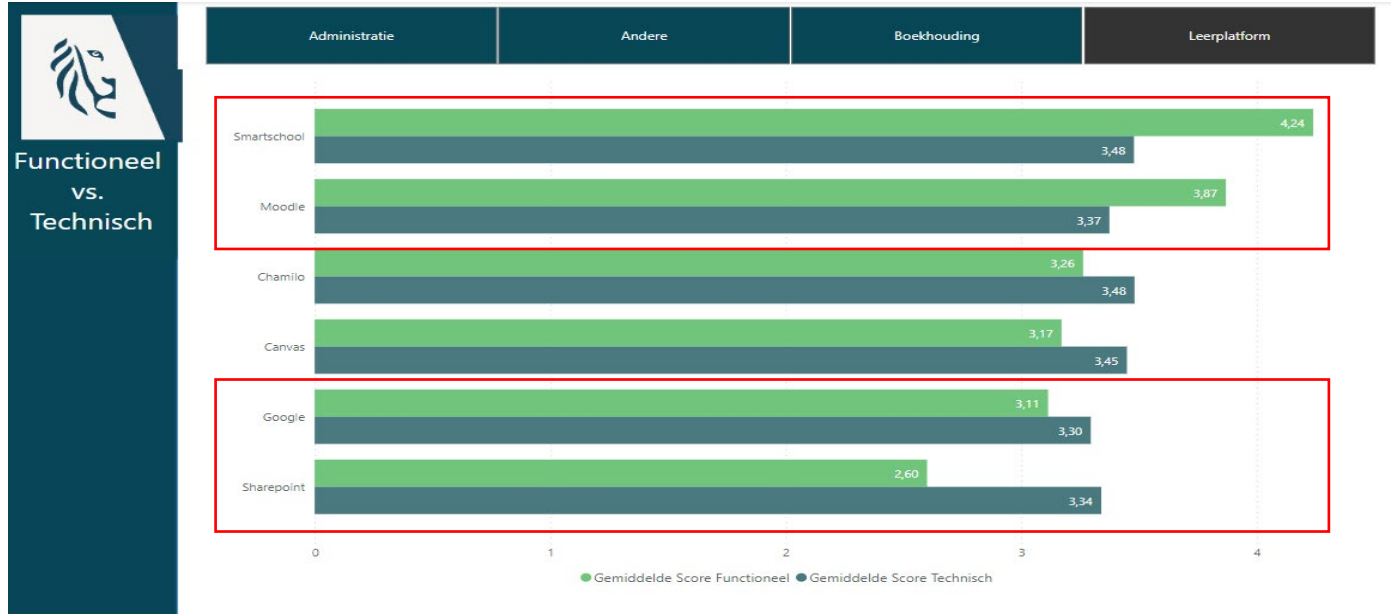 Functioneel
vs.
Technisch
Administratie
Andere
Boekhouding
Leerplatform
Smartschool
4,24
3,48
Moodle
3,87
3,37
Chamilo
3,26
3,48
Canvas
3,17
3,45
Google
3,11
3,30
Sharepoint
2,60
3,34
0 1 2 3 4
Gemiddelde Score Functioneel Gemiddelde Score Technisch